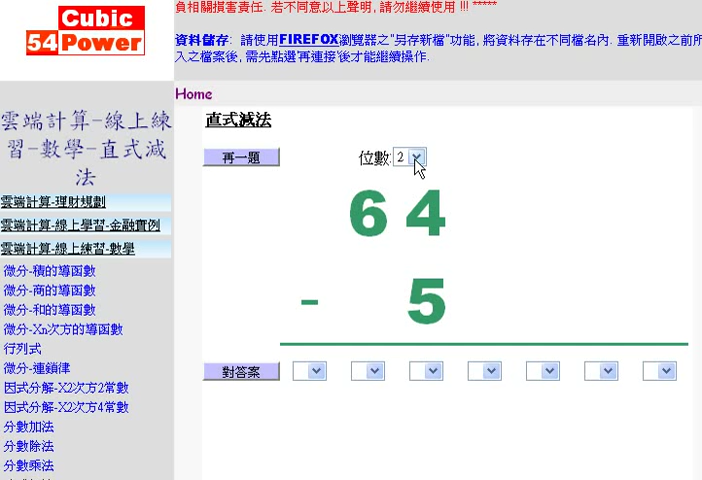 Cubic
54 Power
負相關損害責任. 若不同意以上聲明, 請勿繼續使用 !!! *****
資料儲存: 請使用FIREFOX瀏覽器之"另存新檔"功能, 將資料存在不同檔名內. 重新開啟之前所
入之檔案後, 需先點選'再連接'後才能繼續操作.
Home
雲端計算-線上練
習-數學-直式減
法
雲端計算-理財規劃
雲端計算-線上學習-金融實例
雲端計算-線上練習-數學
微分-積的導函數
微分-商的導函數
微分-和的導函數
微分-Xn次方的導函數
行列式
微分-連鎖律
因式分解-X2次方2常數
因式分解-X2次方4常數
分數加法
分數除法
分數乘法
直式減法
再一題
位數: 2
6 4
- 5
對答案